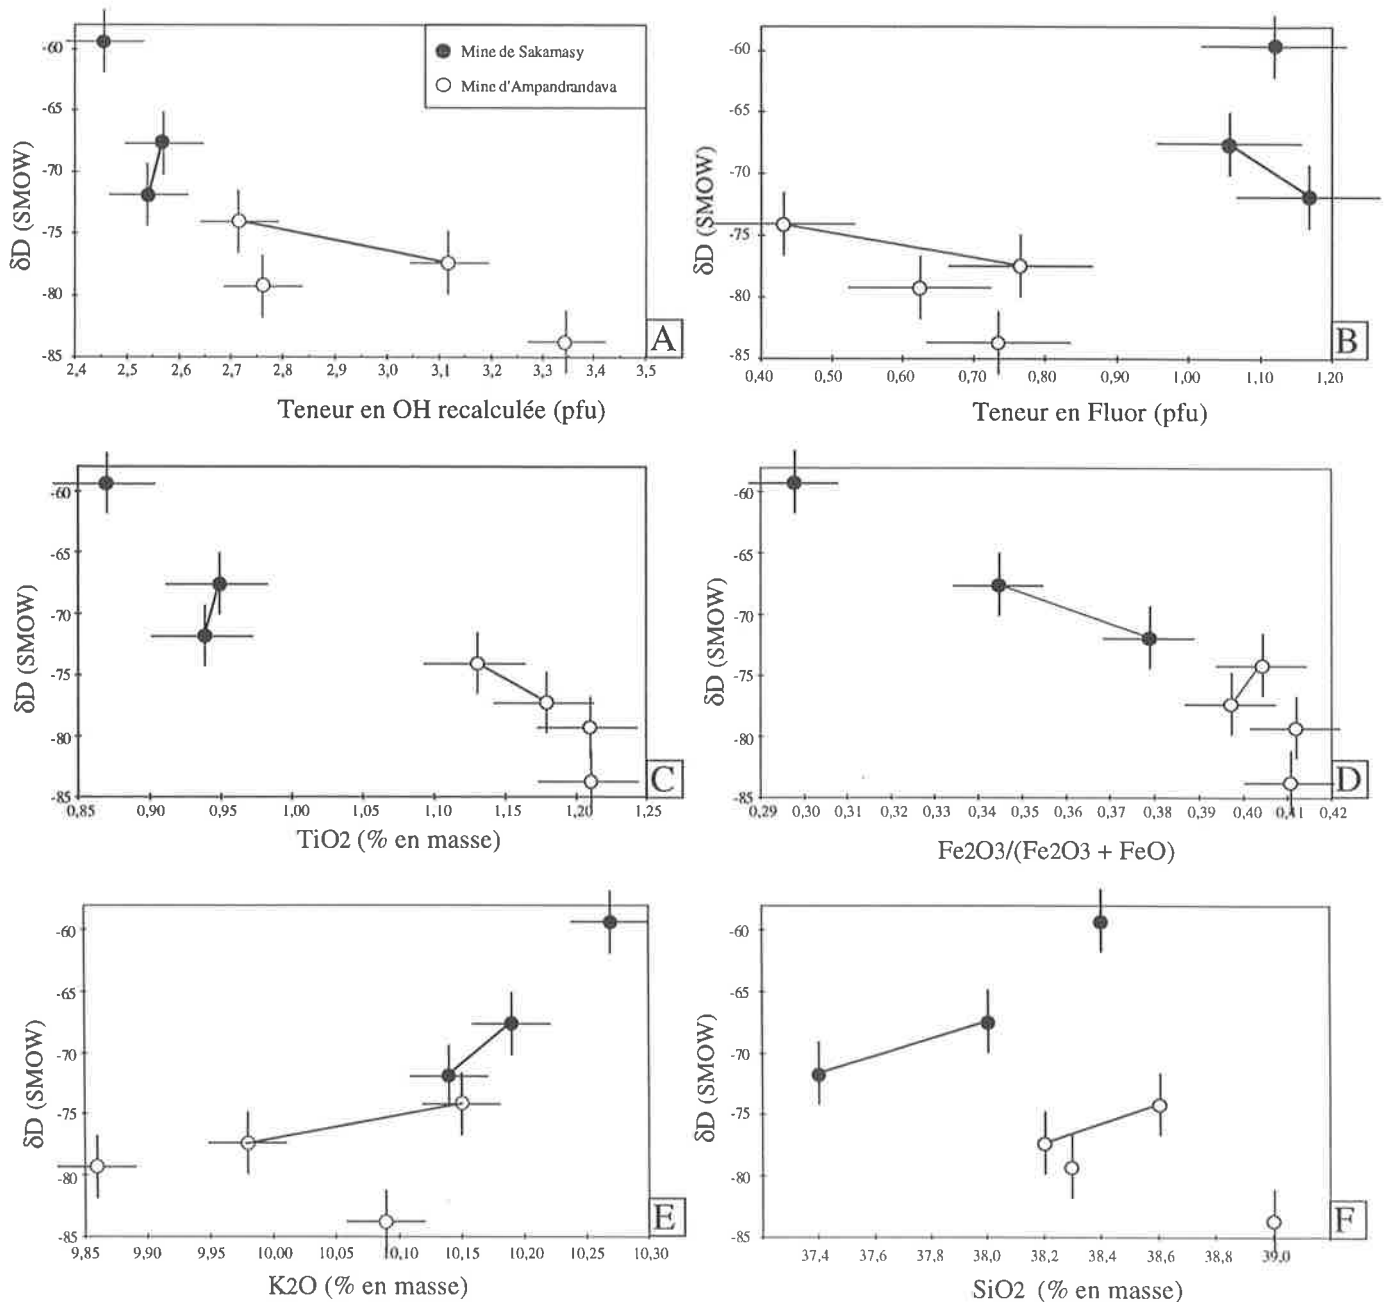 -60
-65
-70
-75
-80
-85
δD (SMOW)
Mine de Sakamasy
Mine d'Ampandrandava
A
2,4 2,5 2,6 2,7 2,8 2,9 3,0 3,1 3,2 3,3 3,4 3,5
Teneur en OH recalculée (pfu)
-60
-65
-70
-75
-80
-85
δD (SMOW)
B
0,40 0,50 0,60 0,70 0,80 0,90 1,00 1,10 1,20
Teneur en Fluor (pfu)
-60
-65
-70
-75
-80
-85
δD (SMOW)
C
0,85 0,90 0,95 1,00 1,05 1,10 1,15 1,20 1,25
TiO2 (% en masse)
-60
-65
-70
-75
-80
-85
δD (SMOW)
D
0,29 0,30 0,31 0,32 0,33 0,34 0,35 0,36 0,37 0,38 0,39 0,40 0,41 0,42
Fe2O3/(Fe2O3 + FeO)
-60
-65
-70
-75
-80
-85
δD (SMOW)
E
9,85 9,90 9,95 10,00 10,05 10,10 10,15 10,20 10,25 10,30
K2O (% en masse)
-60
-65
-70
-75
-80
-85
δD (SMOW)
F
37,4 37,6 37,8 38,0 38,2 38,4 38,6 38,8 39,0
SiO2 (% en masse)